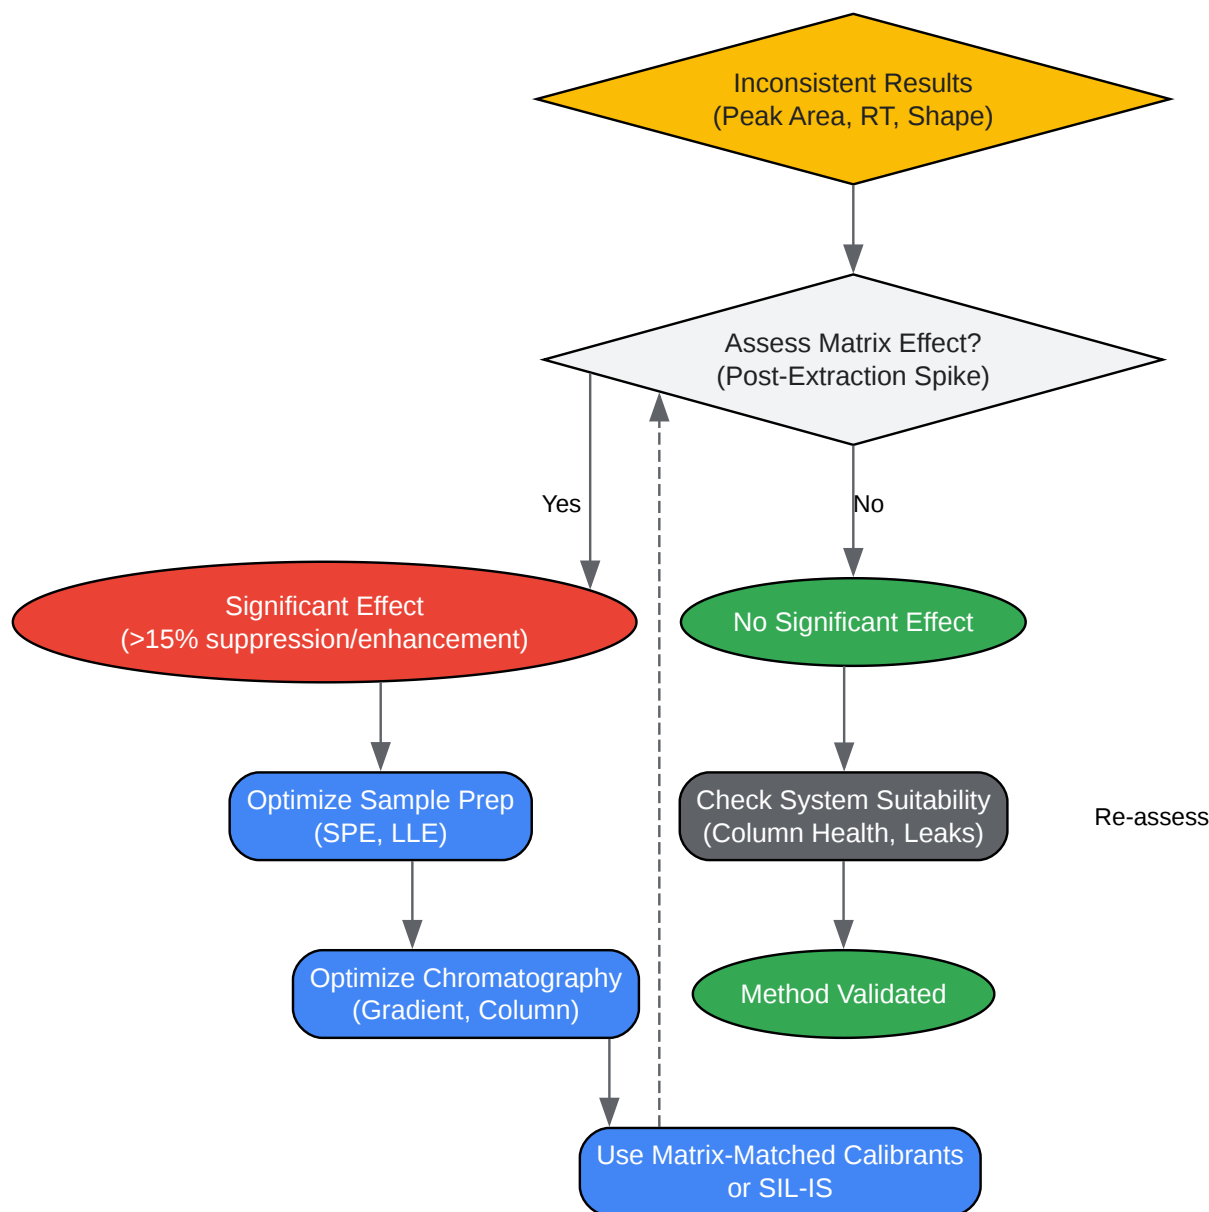 Inconsistent Results
(Peak Area, RT, Shape)
Assess Matrix Effect?
(Post-Extraction Spike)
Yes
No
Significant Effect
(>15% suppression/enhancement)
No Significant Effect
Optimize Sample Prep
(SPE, LLE)
Check System Suitability
(Column Health, Leaks)
Re-assess
Optimize Chromatography
(Gradient, Column)
Method Validated
Use Matrix-Matched Calibrants
or SIL-IS